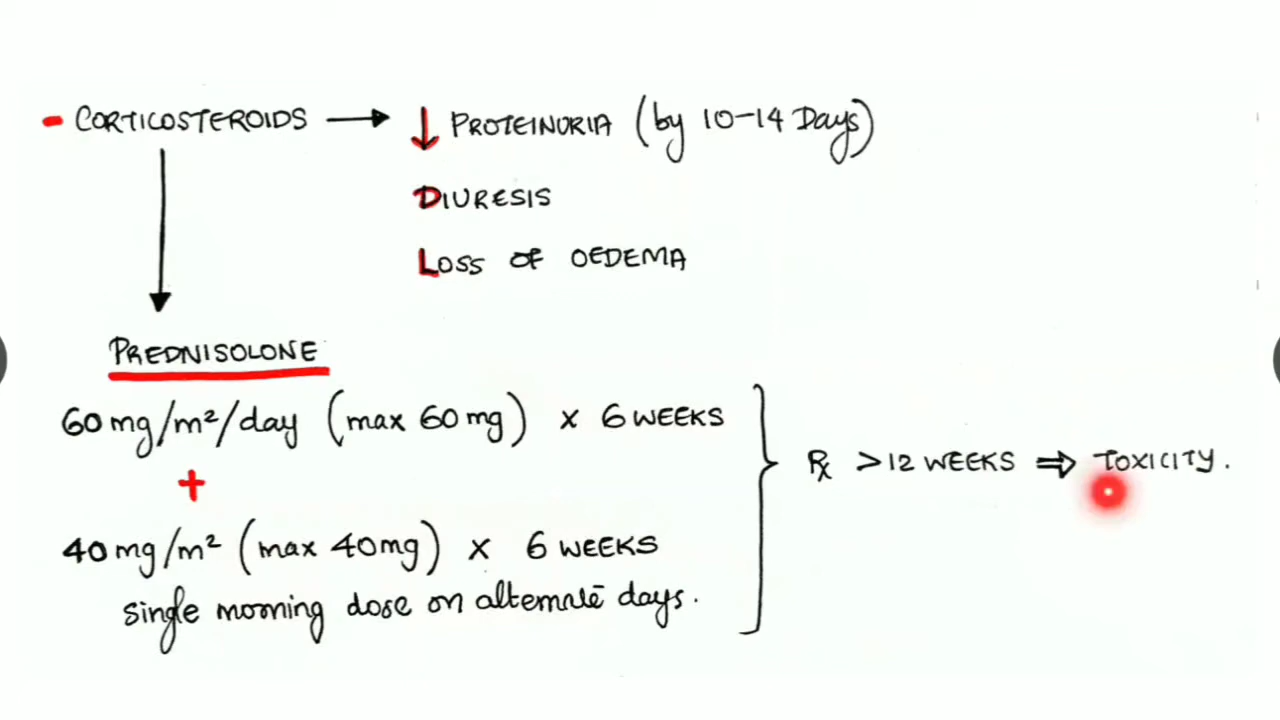 - CORTICOSTEROIDS → ↓ PROTEINURIA (by 10-14 Days)
DIURESIS
LOSS OF OEDEMA
PREDNISOLONE
60 mg/m²/day (max 60 mg) x 6 WEEKS
+
40 mg/m² (max 40mg) x 6 WEEKS
single morning dose on alternate days.
Rx >12 WEEKS ⇒ TOXICITY.